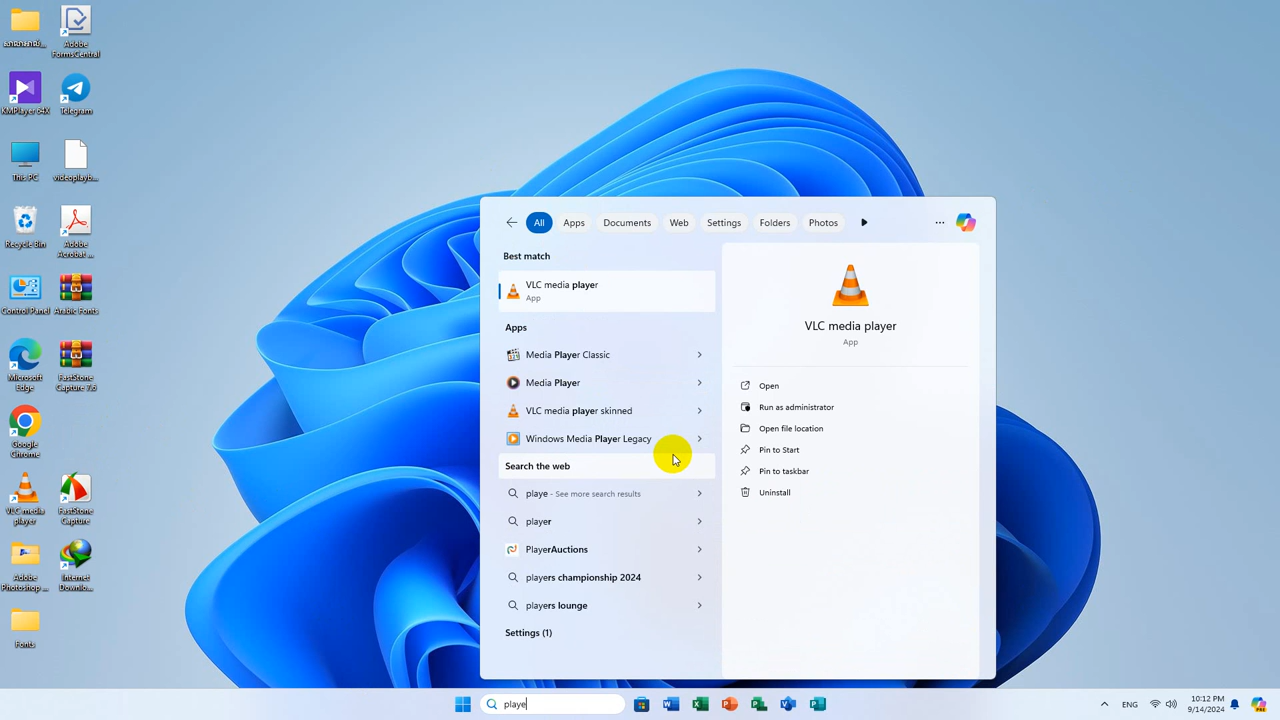 Adobe
FormsCentral
KMPlayer 64X
Telegram
This PC
videoplayb...
Recycle Bin
Adobe
Acrobat ...
Control Panel
Arabic Fonts
Microsoft
Edge
FastStone
Capture 7.6
Google
Chrome
VLC media
player
FastStone
Capture
Adobe
Photoshop ...
Internet
Downlo...
Fonts
All
Apps
Documents
Web
Settings
Folders
Photos
...
Best match
VLC media player
App
Apps
Media Player Classic
Media Player
VLC media player skinned
Windows Media Player Legacy
Search the web
playe - See more search results
player
PlayerAuctions
players championship 2024
players lounge
Settings (1)
VLC media player
App
Open
Run as administrator
Open file location
Pin to Start
Pin to taskbar
Uninstall
playe
ENG
10:12 PM
9/14/2024